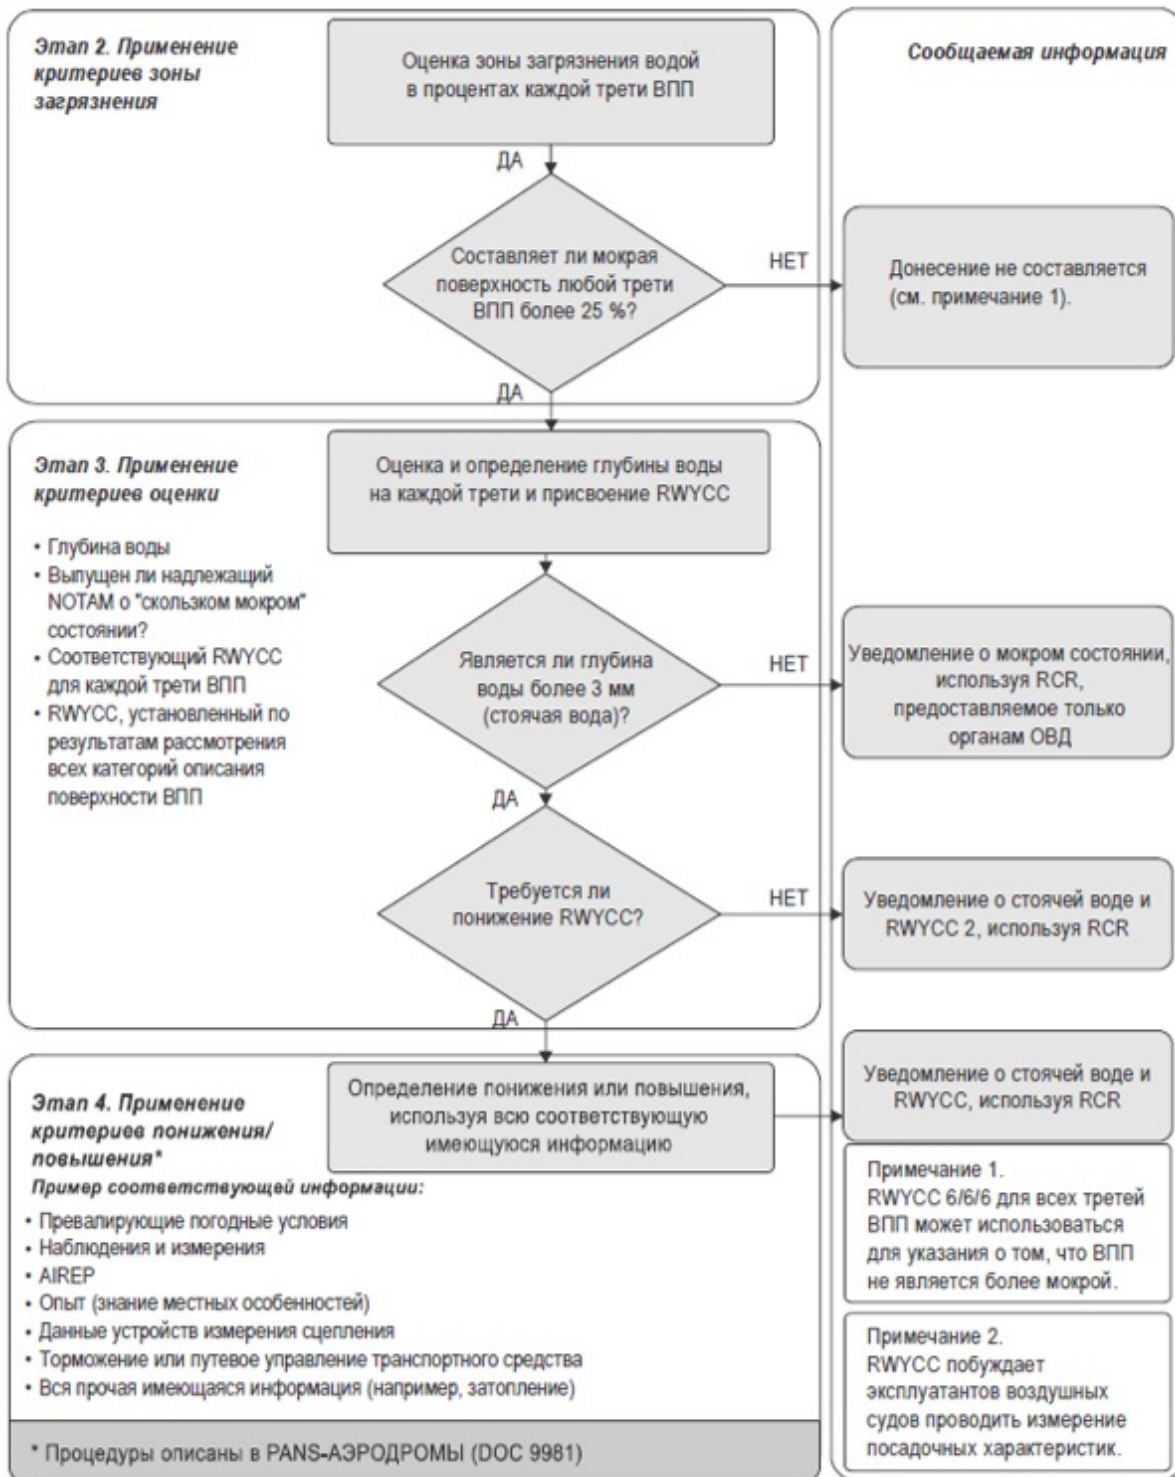 Этап 2. Применение
критериев зоны
загрязнения
Оценка зоны загрязнения водой
в процентах каждой трети ВПП
Сообщаемая информация
ДА
Составляет ли мокрая
поверхность любой трети
ВПП более 25 %?
НЕТ
Донесение не составляется
(см. примечание 1).
ДА
Этап 3. Применение
критериев оценки
• Глубина воды
• Выпущен ли надлежащий
NOTAM о "скользком мокром"
состоянии?
• Соответствующий RWYCC
для каждой трети ВПП
• RWYCC, установленный по
результатам рассмотрения
всех категорий описания
поверхности ВПП
Оценка и определение глубины воды
на каждой трети и присвоение RWYCC
Является ли глубина
воды более 3 мм
(стоячая вода)?
НЕТ
Уведомление о мокром состоянии,
используя RCR,
предоставляемое только
органам ОВД
ДА
Требуется ли
понижение RWYCC?
НЕТ
Уведомление о стоячей воде и
RWYCC 2, используя RCR
ДА
Этап 4. Применение
критериев понижения/
повышения*
Определение понижения или повышения,
используя всю соответствующую
имеющуюся информацию
Уведомление о стоячей воде и
RWYCC, используя RCR
Пример соответствующей информации:
• Превалирующие погодные условия
• Наблюдения и измерения
• AIREP
• Опыт (знание местных особенностей)
• Данные устройств измерения сцепления
• Торможение или путевое управление транспортного средства
• Вся прочая имеющаяся информация (например, затопление)
* Процедуры описаны в PANS-АЭРОДРОМЫ (DOC 9981)
Примечание 1.
RWYCC 6/6/6 для всех третей
ВПП может использоваться
для указания о том, что ВПП
не является более мокрой.
Примечание 2.
RWYCC побуждает
эксплуатантов воздушных
судов проводить измерение
посадочных характеристик.